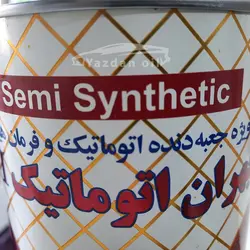 Yazdan oil
Semi Synthetic
ویژه جعبه دنده اتوماتیک و فرمان
اتوماتیک